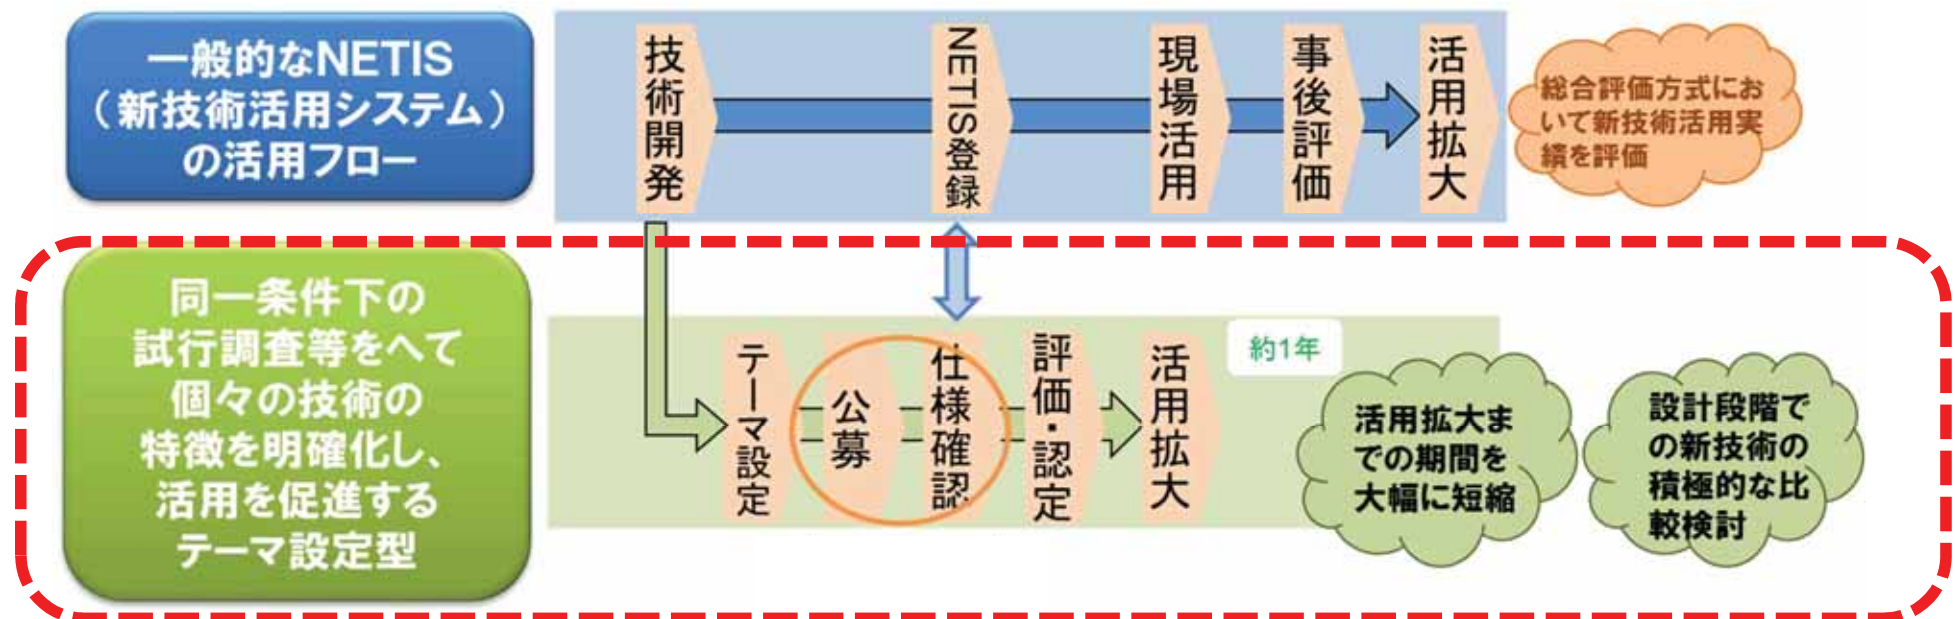 一般的なNETIS
（新技術活用システム）
の活用フロー
技術開発
NETIS登録
現場活用
事後評価
活用拡大
総合評価方式にお
いて新技術活用実
績を評価
同一条件下の
試行調査等をへて
個々の技術の
特徴を明確化し、
活用を促進する
テーマ設定型
テーマ設定
公募
仕様確認
評価・認定
活用拡大
約1年
活用拡大ま
での期間を
大幅に短縮
設計段階で
の新技術の
積極的な比
較検討